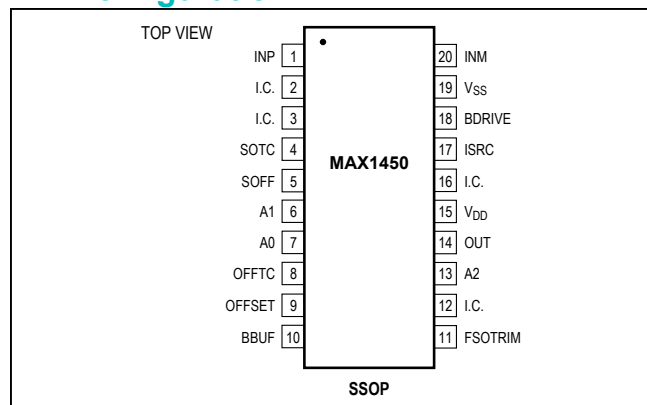 TOP VIEW
INP 1
I.C. 2
I.C. 3
SOTC 4
SOFF 5
A1 6
A0 7
OFFTC 8
OFFSET 9
BBUF 10
MAX1450
20 INM
19 VSS
18 BDRIVE
17 ISRC
16 I.C.
15 VDD
14 OUT
13 A2
12 I.C.
11 FSOTRIM
SSOP